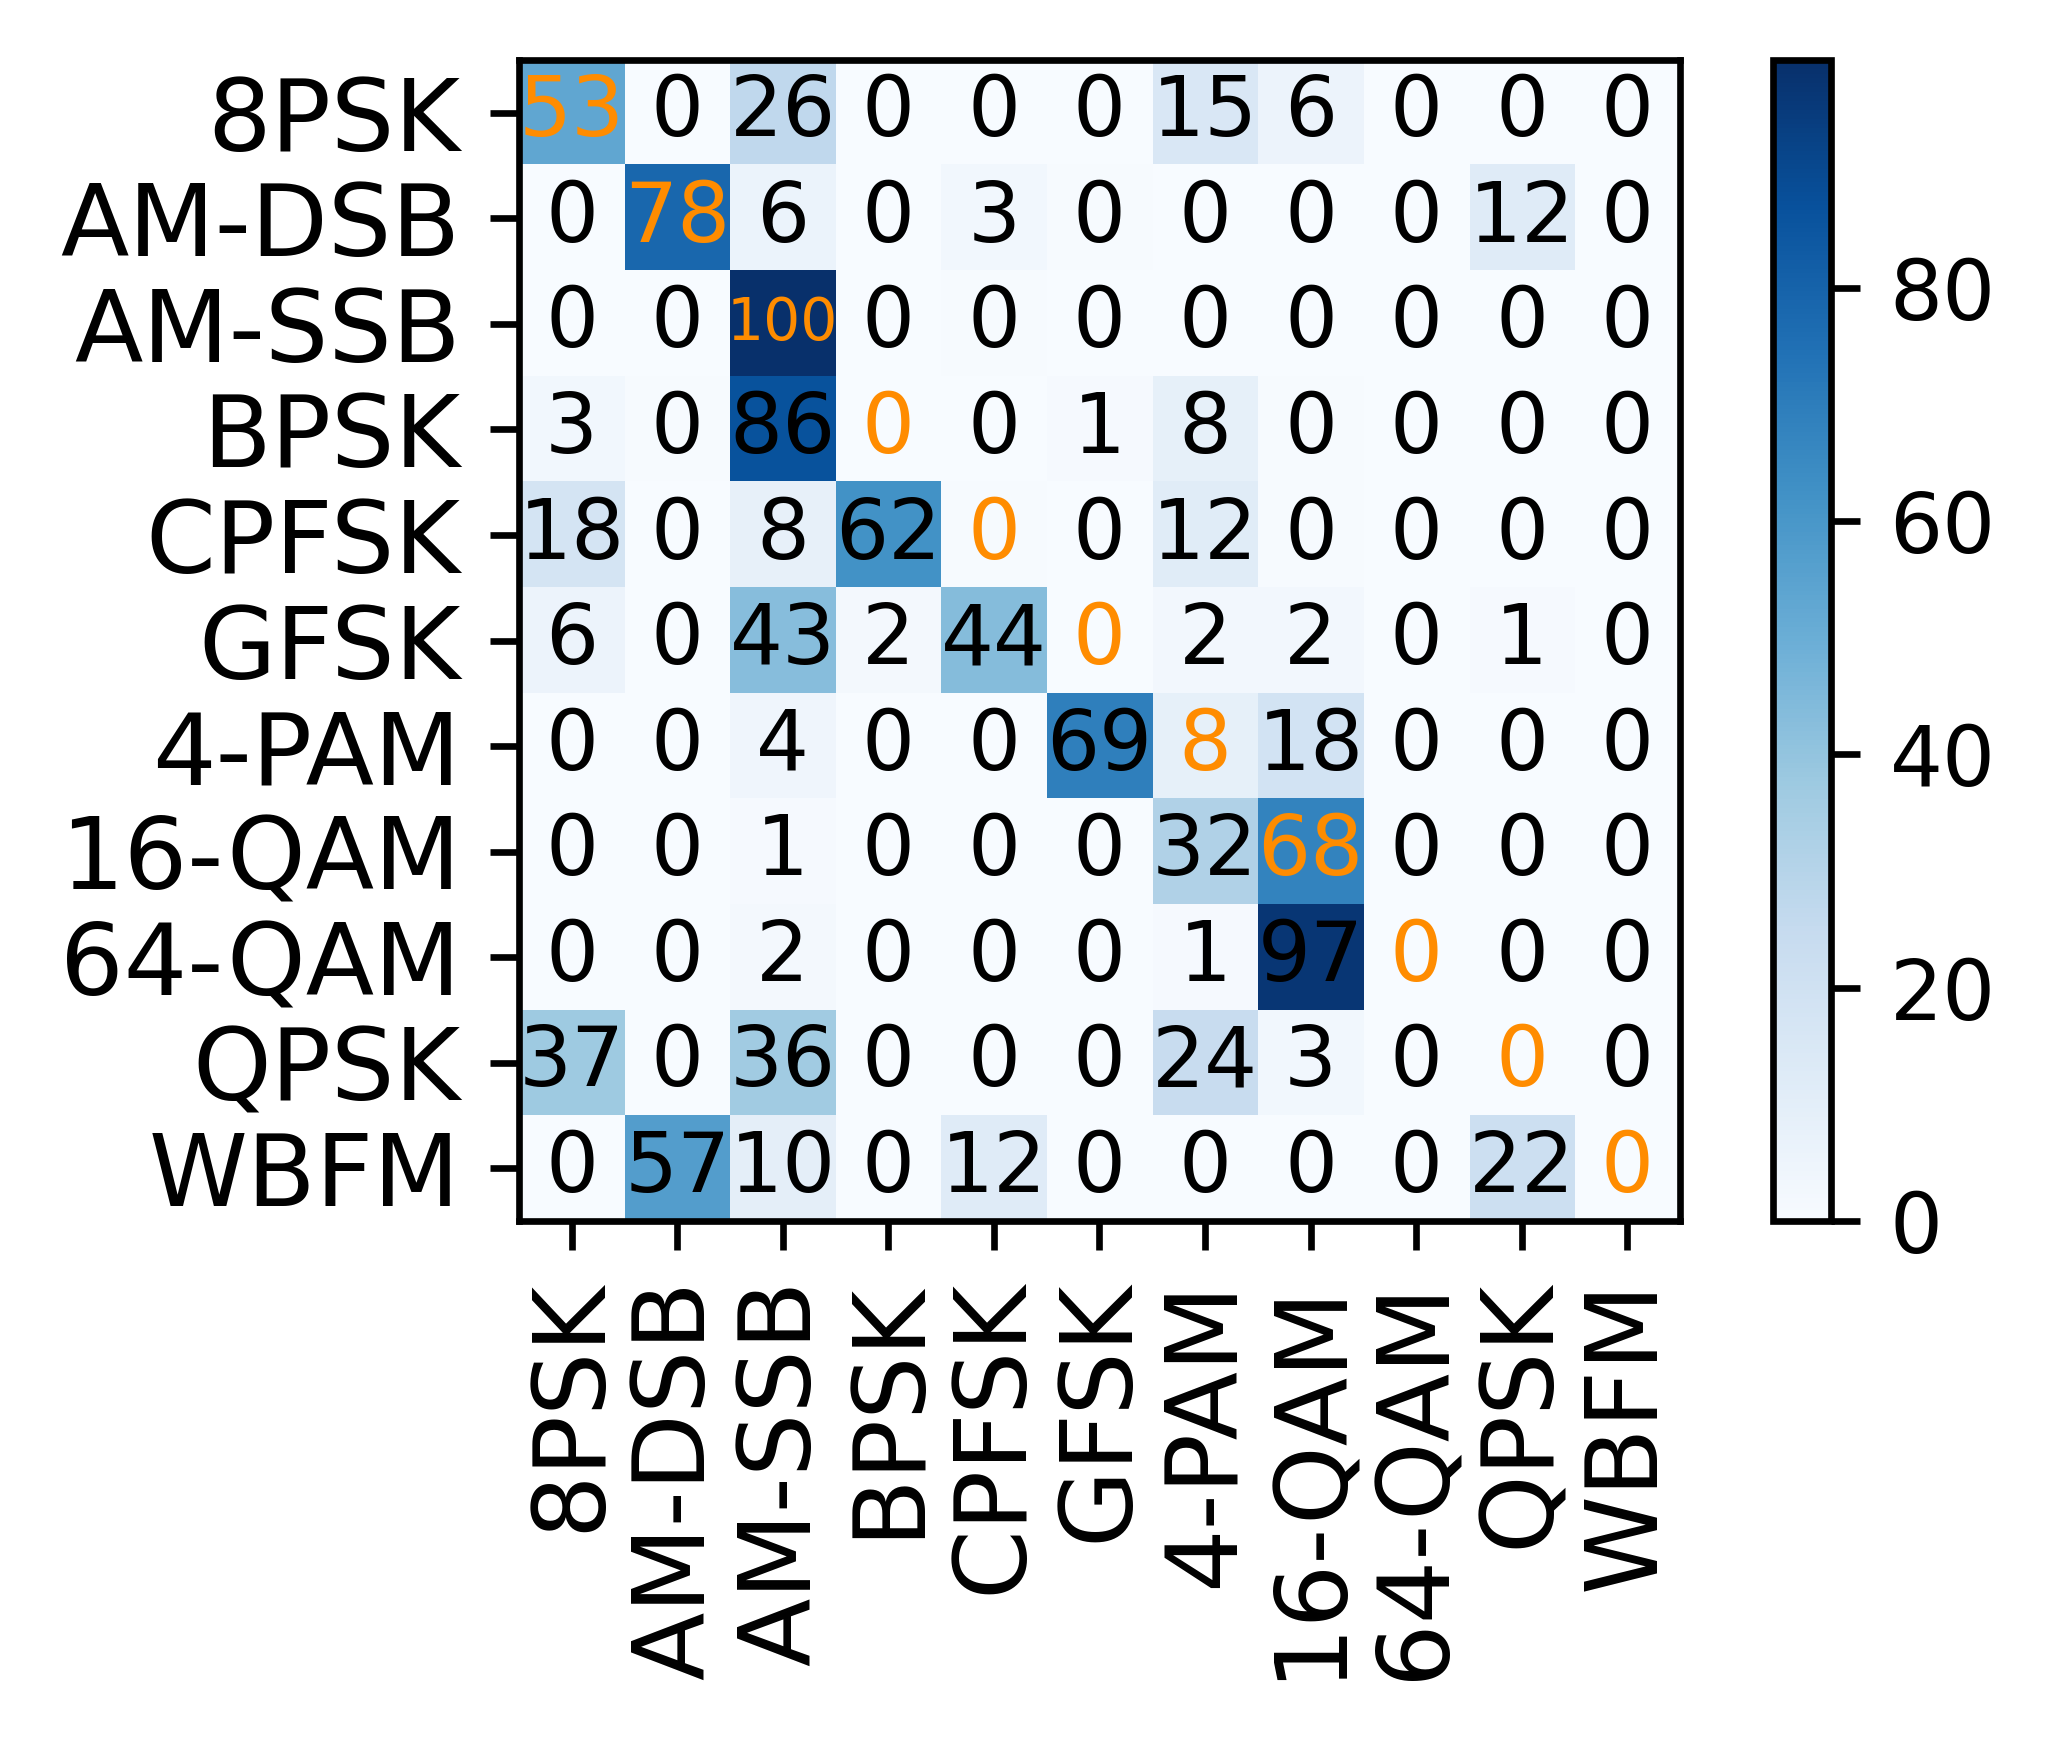 8PSK 53 0 26 0 0 0 15 6 0 0 0
AM-DSB 0 78 6 0 3 0 0 0 0 12 0
AM-SSB 0 0 100 0 0 0 0 0 0 0 0
BPSK 3 0 86 0 0 1 8 0 0 0 0
CPFSK 18 0 8 62 0 0 12 0 0 0 0
GFSK 6 0 43 2 44 0 2 2 0 1 0
4-PAM 0 0 4 0 0 69 8 18 0 0 0
16-QAM 0 0 1 0 0 0 32 68 0 0 0
64-QAM 0 0 2 0 0 0 1 97 0 0 0
QPSK 37 0 36 0 0 0 24 3 0 0 0
WBFM 0 57 10 0 12 0 0 0 0 22 0
8PSK
AM-DSB
AM-SSB
BPSK
CPFSK
GFSK
4-PAM
16-QAM
64-QAM
QPSK
WBFM
80
60
40
20
0